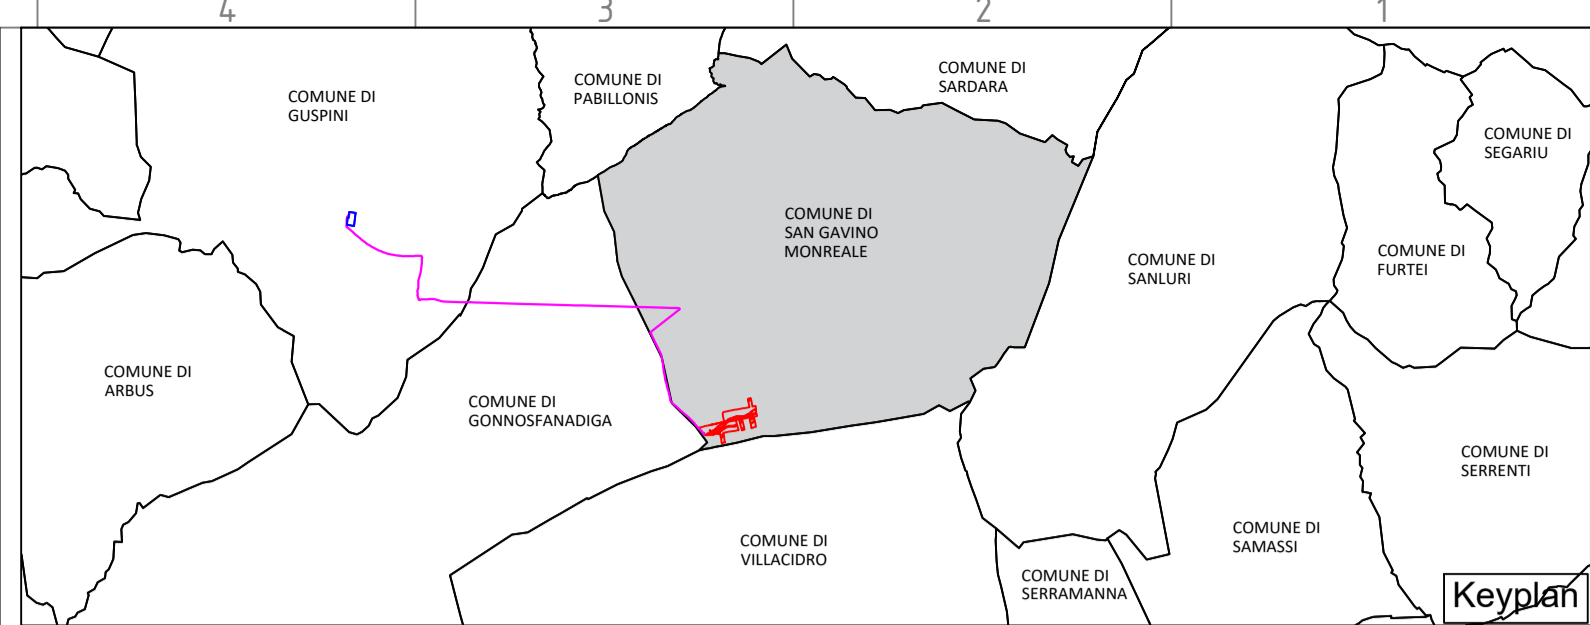 4 3 2 1
COMUNE DI
GUSPINI
COMUNE DI
PABILLONIS
COMUNE DI
SARDARA
COMUNE DI
SEGARIU
COMUNE DI
SAN GAVINO
MONREALE
COMUNE DI
SANLURI
COMUNE DI
FURTEI
COMUNE DI
ARBUS
COMUNE DI
GONNOSFANADIGA
COMUNE DI
SERRENTI
COMUNE DI
VILLACIDRO
COMUNE DI
SAMASSI
COMUNE DI
SERRAMANNA
Keyplan